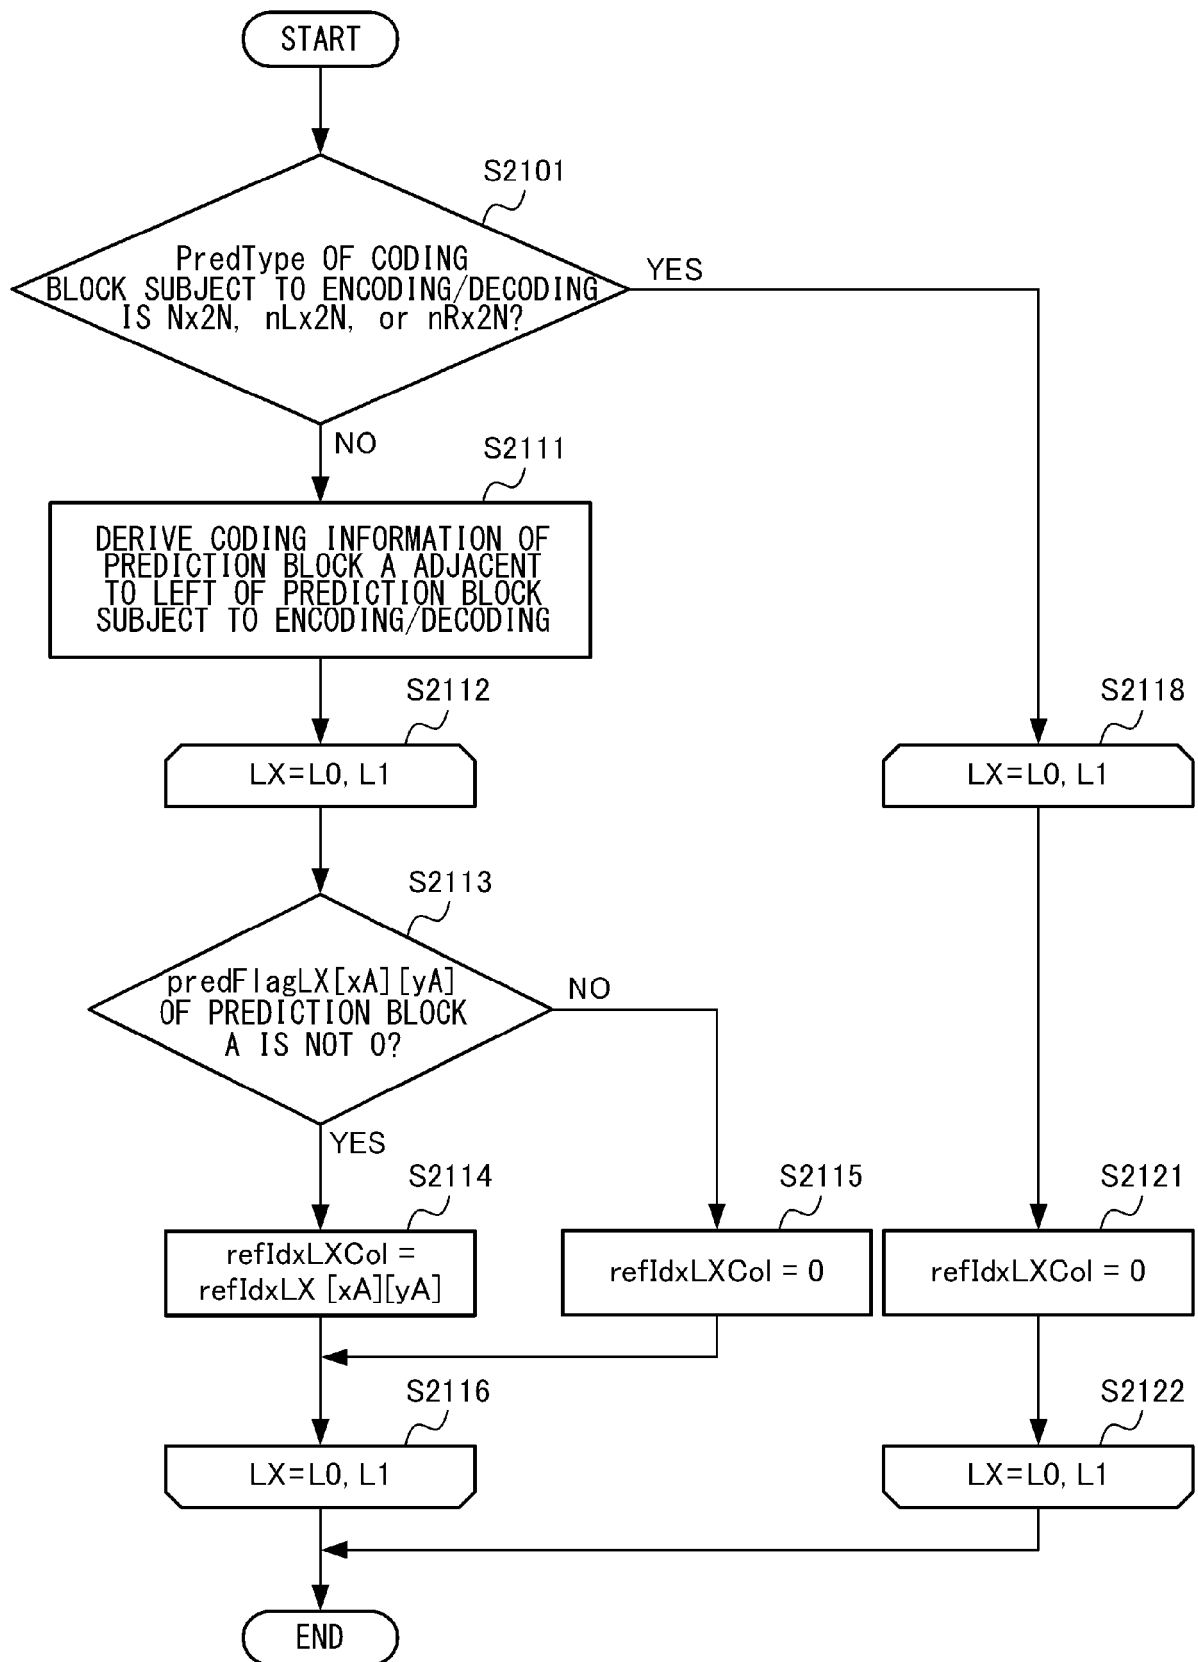 START
S2101
PredType OF CODING
BLOCK SUBJECT TO ENCODING/DECODING
IS Nx2N, nLx2N, or nRx2N?
YES
NO
S2111
DERIVE CODING INFORMATION OF
PREDICTION BLOCK A ADJACENT
TO LEFT OF PREDICTION BLOCK
SUBJECT TO ENCODING/DECODING
S2112
LX=L0, L1
S2118
LX=L0, L1
S2113
predFlagLX[xA][yA]
OF PREDICTION BLOCK
A IS NOT 0?
NO
YES
S2114
refIdxLXCol =
refIdxLX [xA][yA]
S2115
refIdxLXCol = 0
S2121
refIdxLXCol = 0
S2116
LX=L0, L1
S2122
LX=L0, L1
END